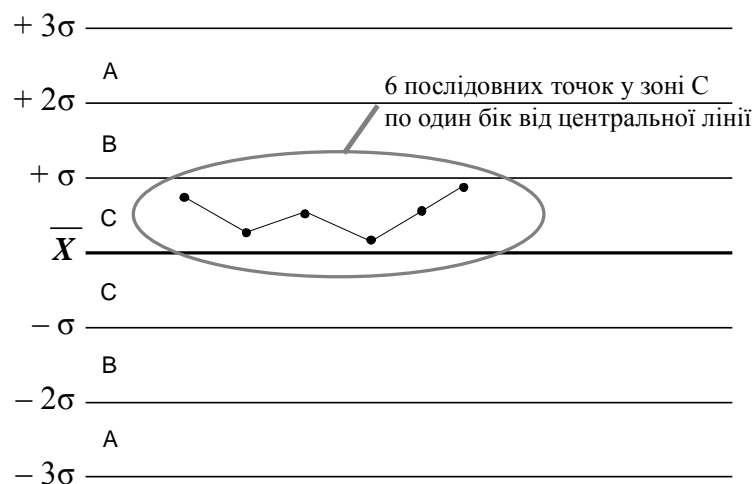 + 3σ
A
6 послідовних точок у зоні С
+ 2σ
по один бік від центральної лінії
B
+ σ
C
X̅
C
– σ
B
– 2σ
A
– 3σ